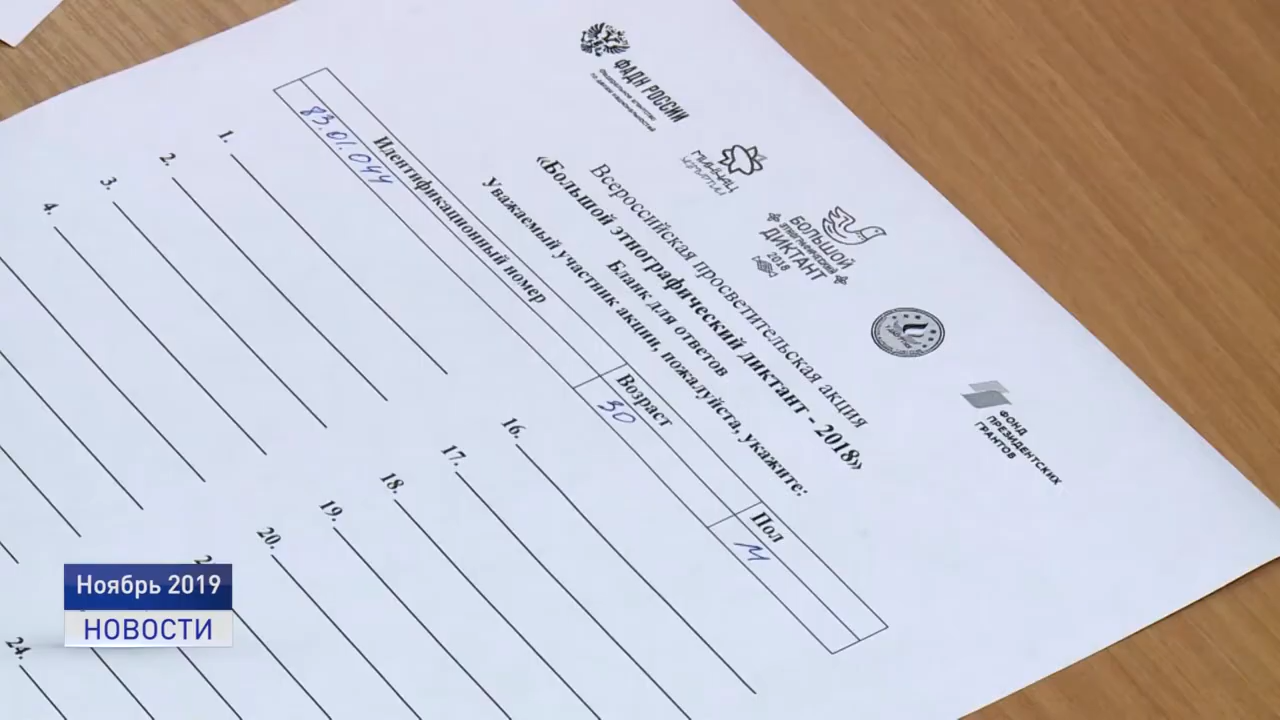 ФАДН РОССИИ
БОЛЬШОЙ
ЭТНОГРАФИЧЕСКИЙ
ДИКТАНТ
2018
ФОНД
ПРЕЗИДЕНТСКИХ
ГРАНТОВ
Всероссийская просветительская акция
«Большой этнографический диктант - 2018»
Бланк для ответов
Уважаемый участник акции, пожалуйста, укажите:
Идентификационный номер Возраст Пол
83.01.044 30 М
1.
2.
3.
4.
16.
17.
18.
19.
20.
24.
Ноябрь 2019
НОВОСТИ